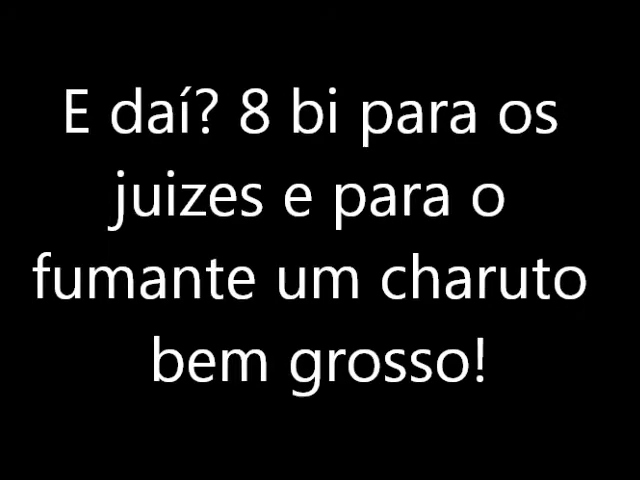 E daí? 8 bi para os
juizes e para o
fumante um charuto
bem grosso!